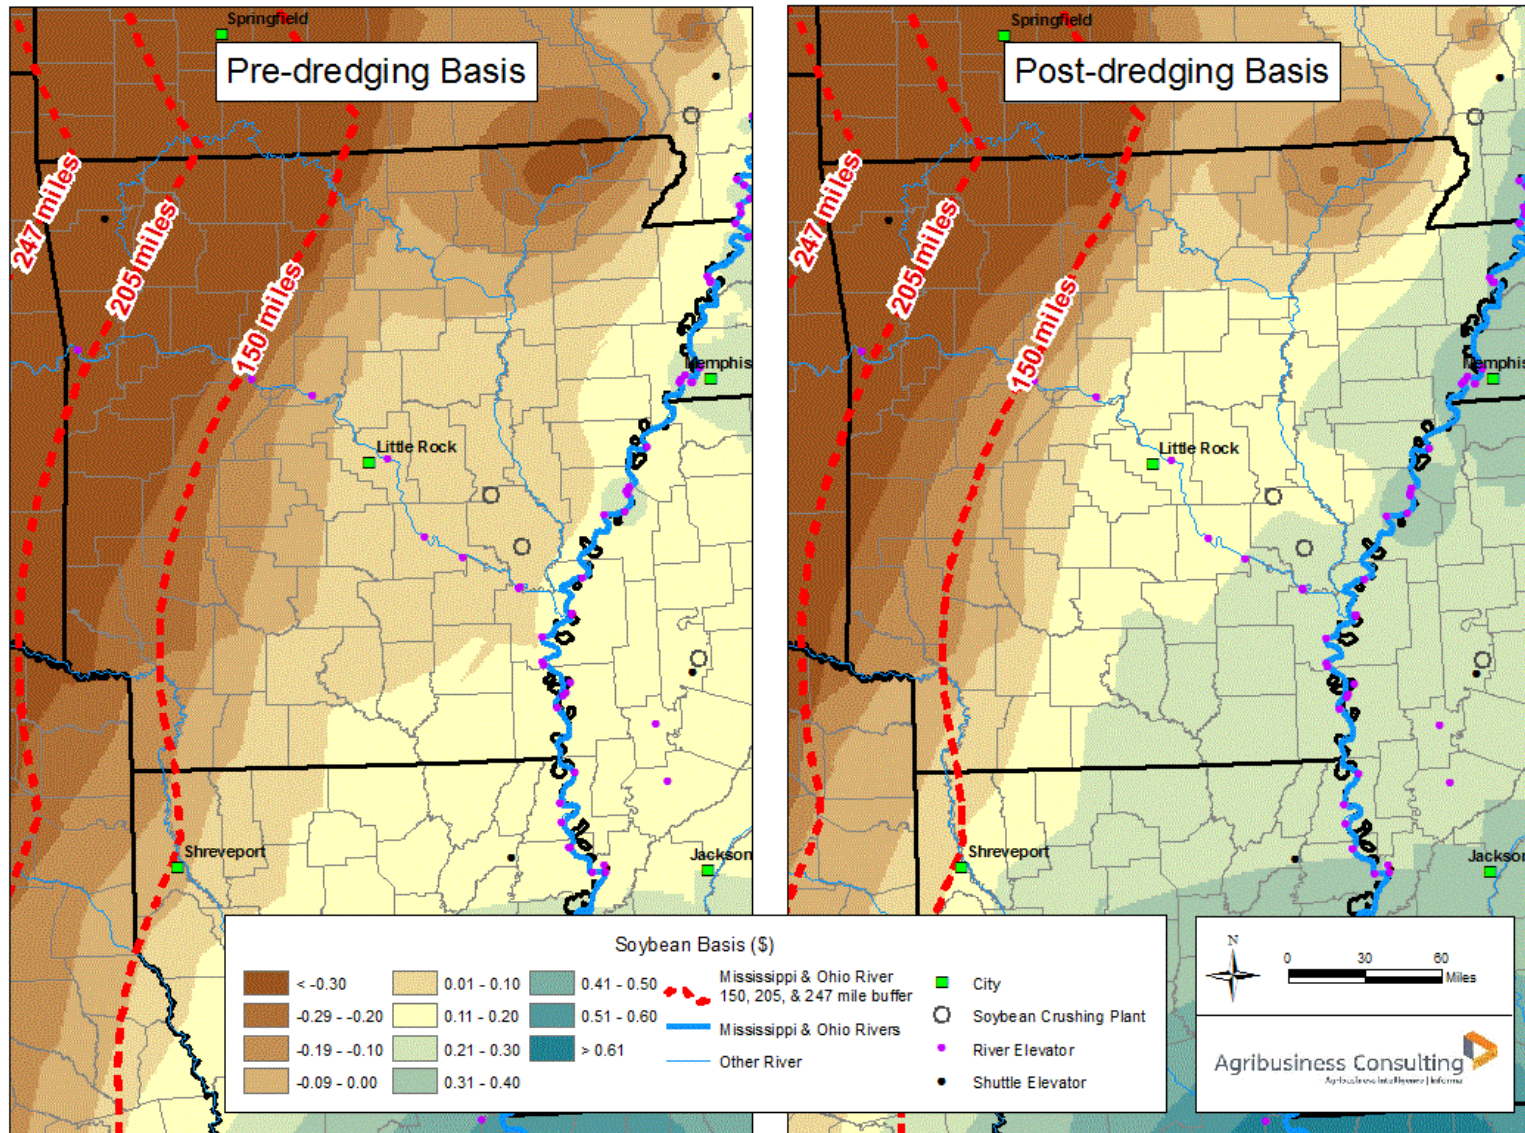 Springfield
Pre-dredging Basis
247 miles
205 miles
150 miles
Memphis
Little Rock
Shreveport
Jackson
Springfield
Post-dredging Basis
247 miles
205 miles
150 miles
Memphis
Little Rock
Shreveport
Jackson
Soybean Basis ($)
< -0.30
-0.29 - -0.20
-0.19 - -0.10
-0.09 - 0.00
0.01 - 0.10
0.11 - 0.20
0.21 - 0.30
0.31 - 0.40
0.41 - 0.50
0.51 - 0.60
> 0.61
Mississippi & Ohio River
150, 205, & 247 mile buffer
Mississippi & Ohio Rivers
Other River
City
Soybean Crushing Plant
River Elevator
Shuttle Elevator
N
0 30 60
Miles
Agribusiness Consulting
Agribusiness Intelligence | Informa